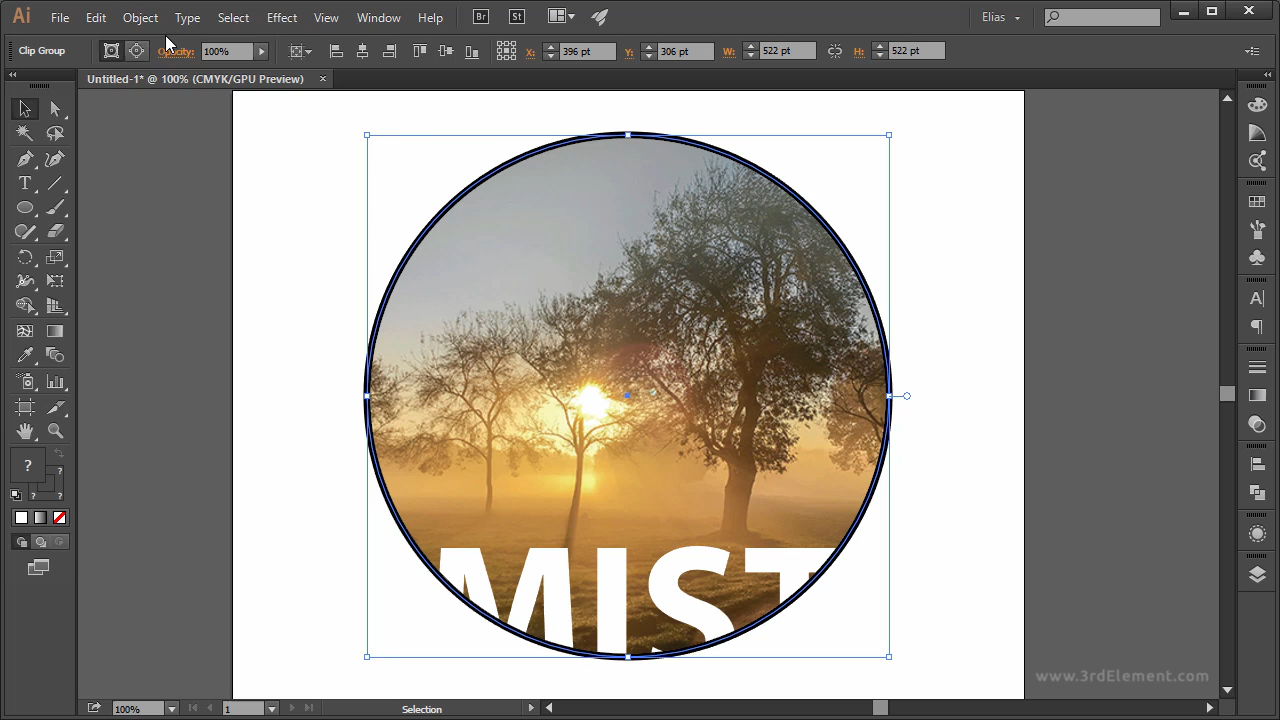 Ai File Edit Object Type Select Effect View Window Help Br St Elias
Clip Group Opacity: 100% X: 396 pt Y: 306 pt W: 522 pt H: 522 pt
Untitled-1* @ 100% (CMYK/GPU Preview) ×
T
A
?
?
? ?
MIST
www.3rdElement.com
100% 1 Selection